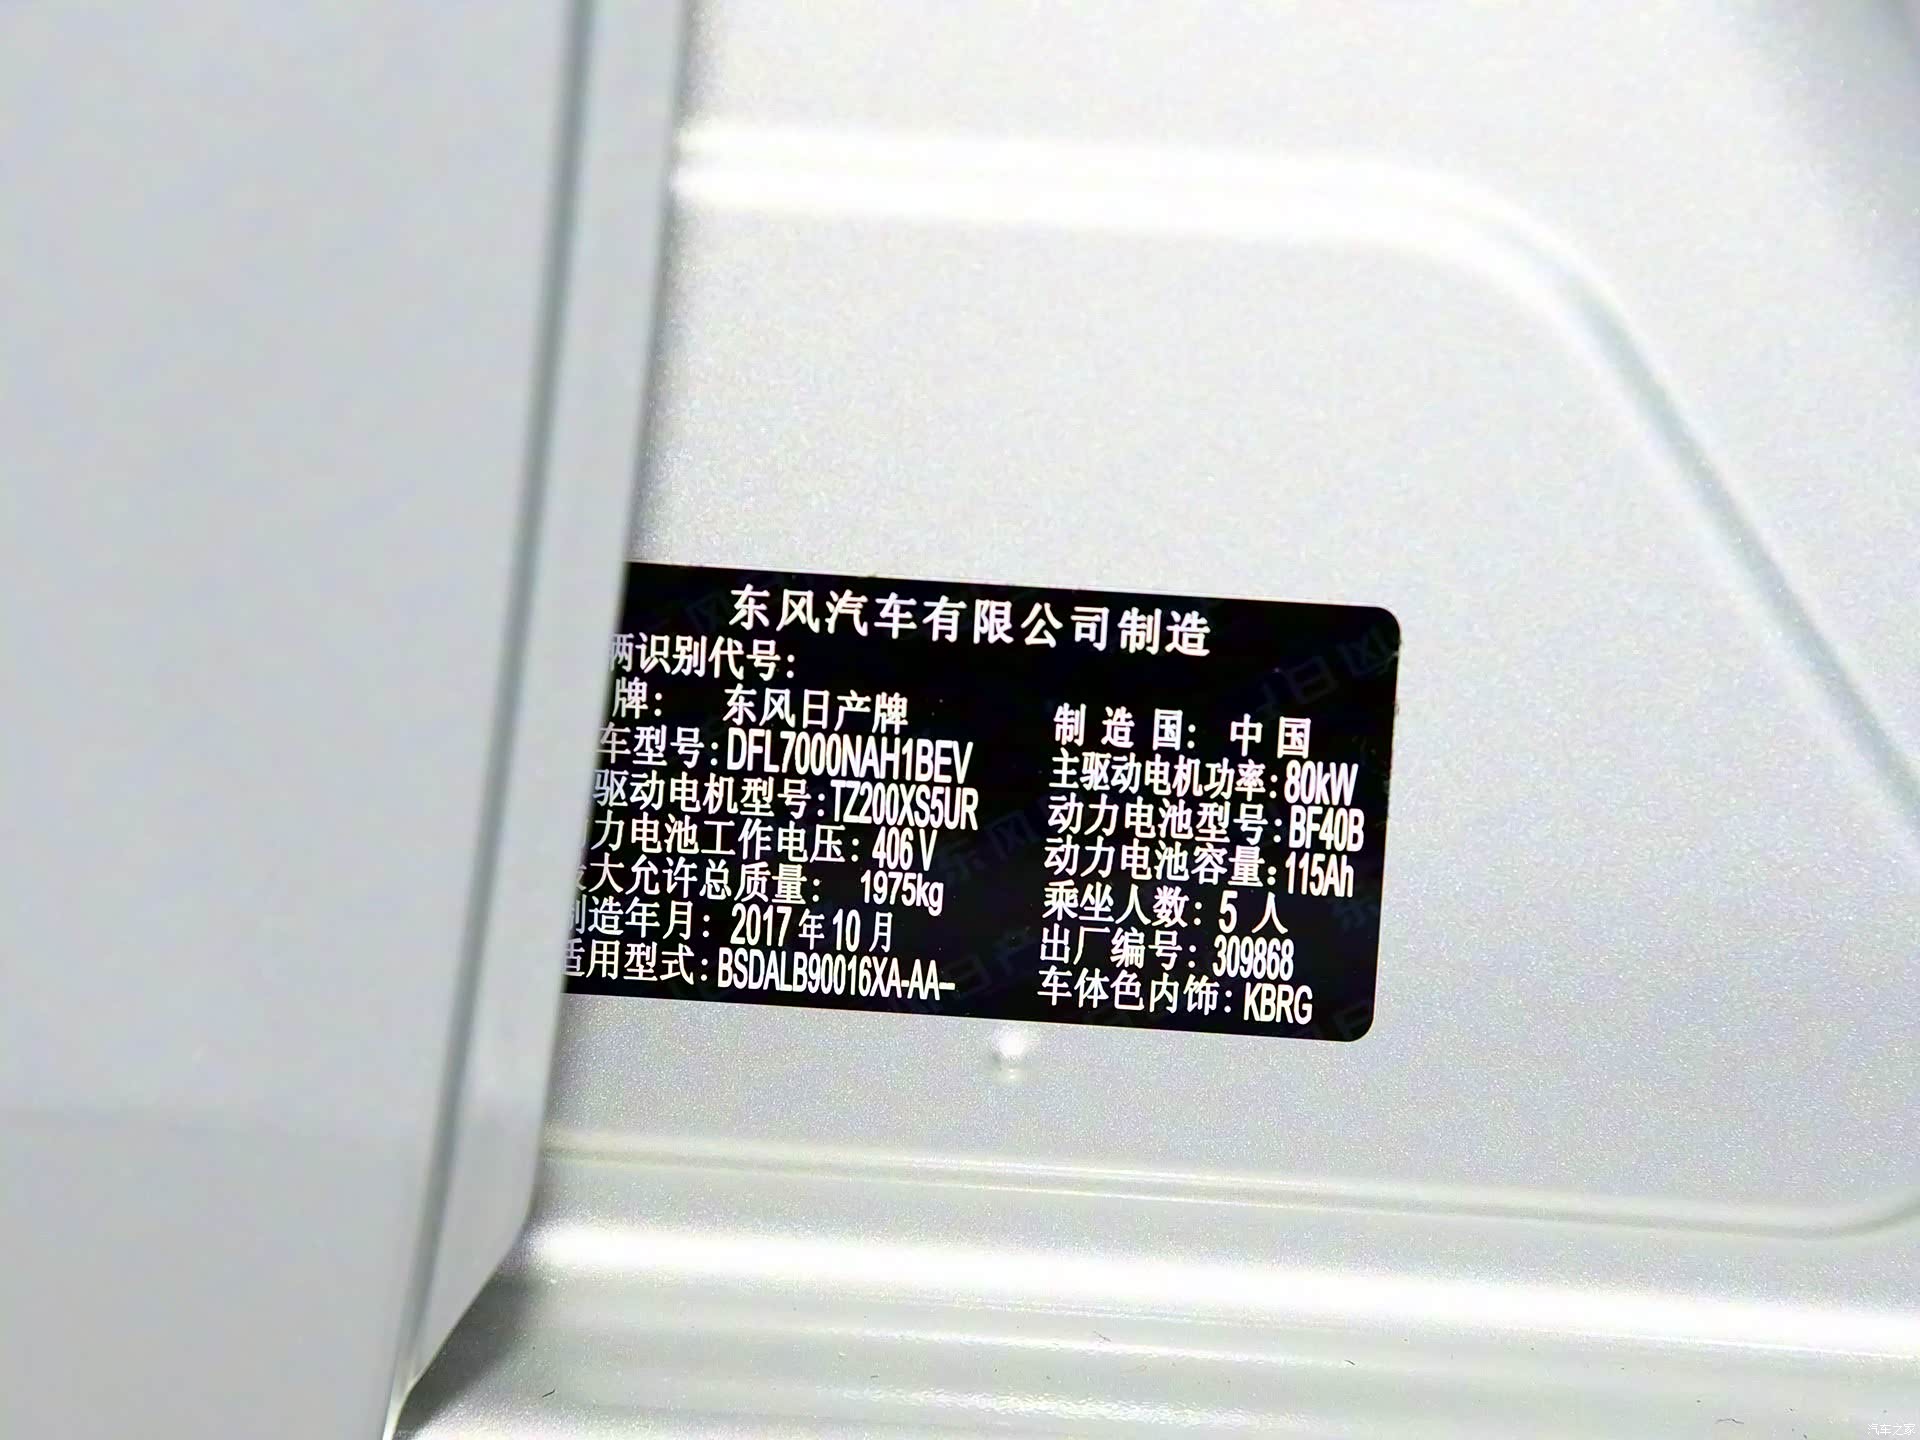 东风汽车有限公司制造
辆识别代号:
牌: 东风日产牌
制造国: 中国
车型号:DFL7000NAH1BEV
主驱动电机功率:80kW
驱动电机型号:TZ200XS5UR
动力电池型号:BF40B
力电池工作电压: 406V
动力电池容量:115Ah
大允许总质量: 1975kg
乘坐人数: 5 人
制造年月: 2017年10月
出厂编号: 309868
适用型式:BSDALB90016XA-AA-
车体色内饰: KBRG
汽车之家